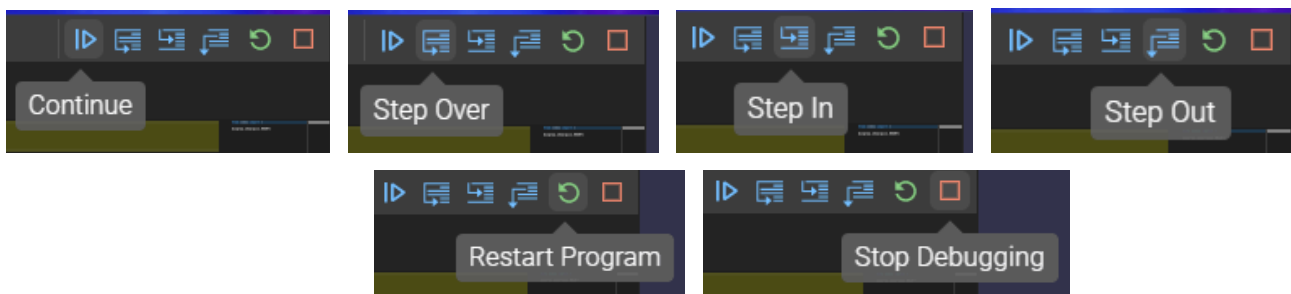 Continue
Step Over
Step In
Step Out
Restart Program
Stop Debugging